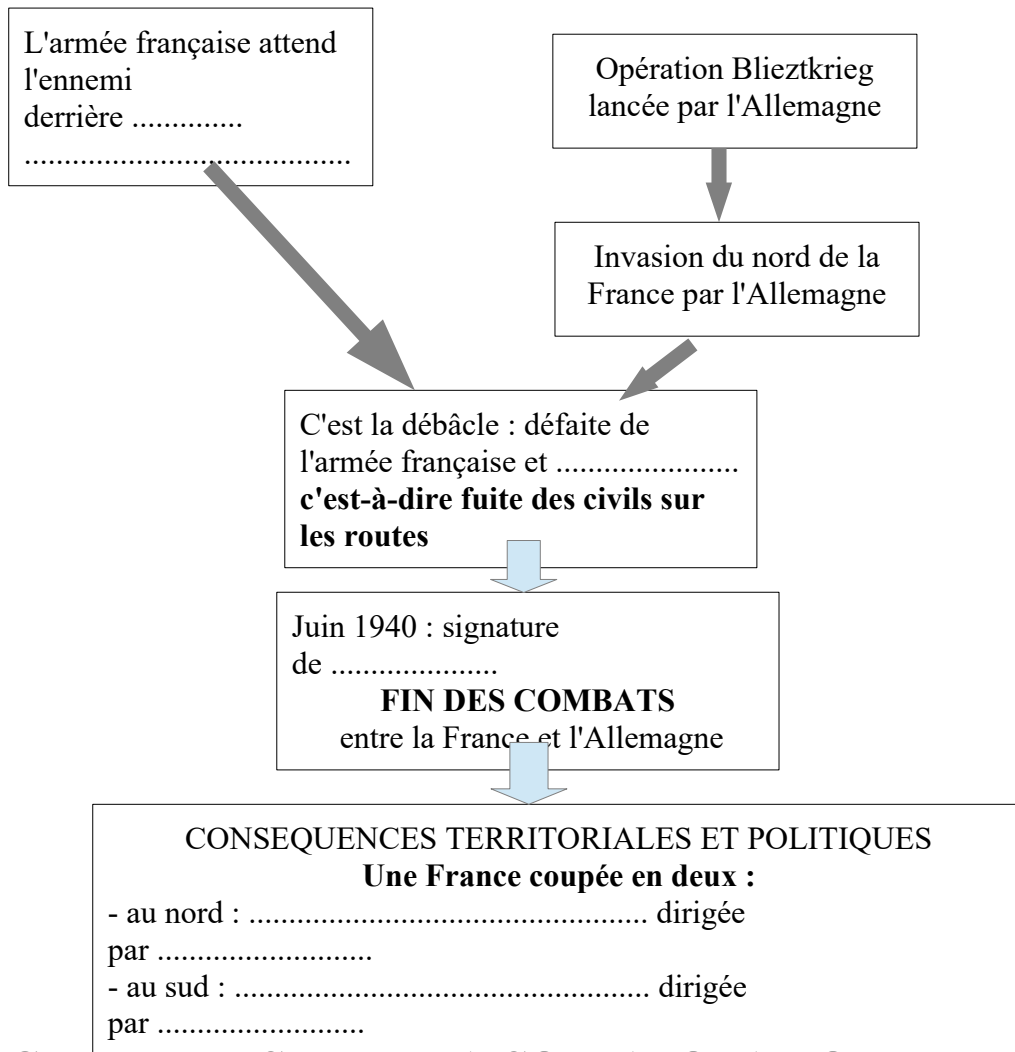 L'armée française attend
l'ennemi
derrière ..............
.........................................
Opération Blieztkrieg
lancée par l'Allemagne
Invasion du nord de la
France par l'Allemagne
C'est la débâcle : défaite de
l'armée française et .......................
c'est-à-dire fuite des civils sur
les routes
Juin 1940 : signature
de .....................
FIN DES COMBATS
entre la France et l'Allemagne
CONSEQUENCES TERRITORIALES ET POLITIQUES
Une France coupée en deux :
- au nord : .................................................. dirigée
par ...........................
- au sud : .................................................... dirigée
par ..........................